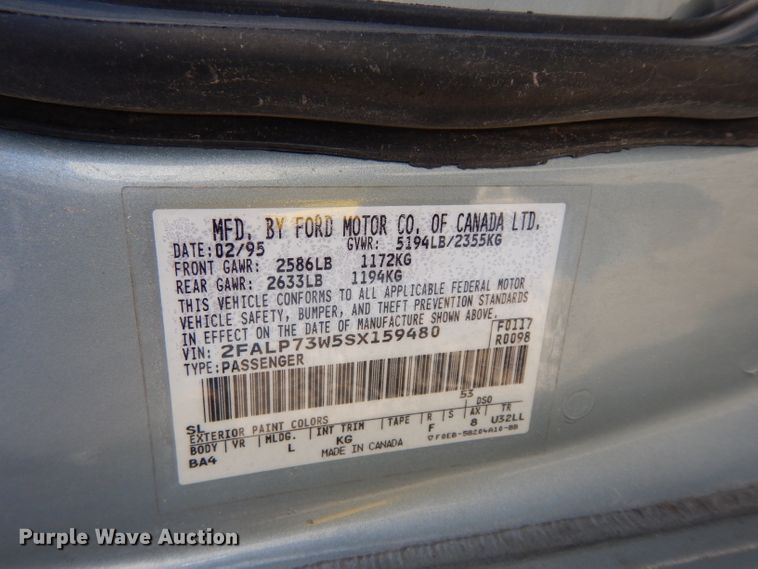 MFD. BY FORD MOTOR CO. OF CANADA LTD.
DATE: 02/95 GVWR: 5194LB/2355KG
FRONT GAWR: 2586LB 1172KG
REAR GAWR: 2633LB 1194KG
THIS VEHICLE CONFORMS TO ALL APPLICABLE FEDERAL MOTOR
VEHICLE SAFETY, BUMPER, AND THEFT PREVENTION STANDARDS
IN EFFECT ON THE DATE OF MANUFACTURE SHOWN ABOVE.
VIN: 2FALP73W5SX159480 F0117
TYPE: PASSENGER R0098
SL 53
EXTERIOR PAINT COLORS DSO
BODY VR MLDG. INT TRIM TAPE R S AX TR
BA4 L KG F 8 U32LL
MADE IN CANADA ▽F0EB-58204A10-BB
Purple Wave Auction